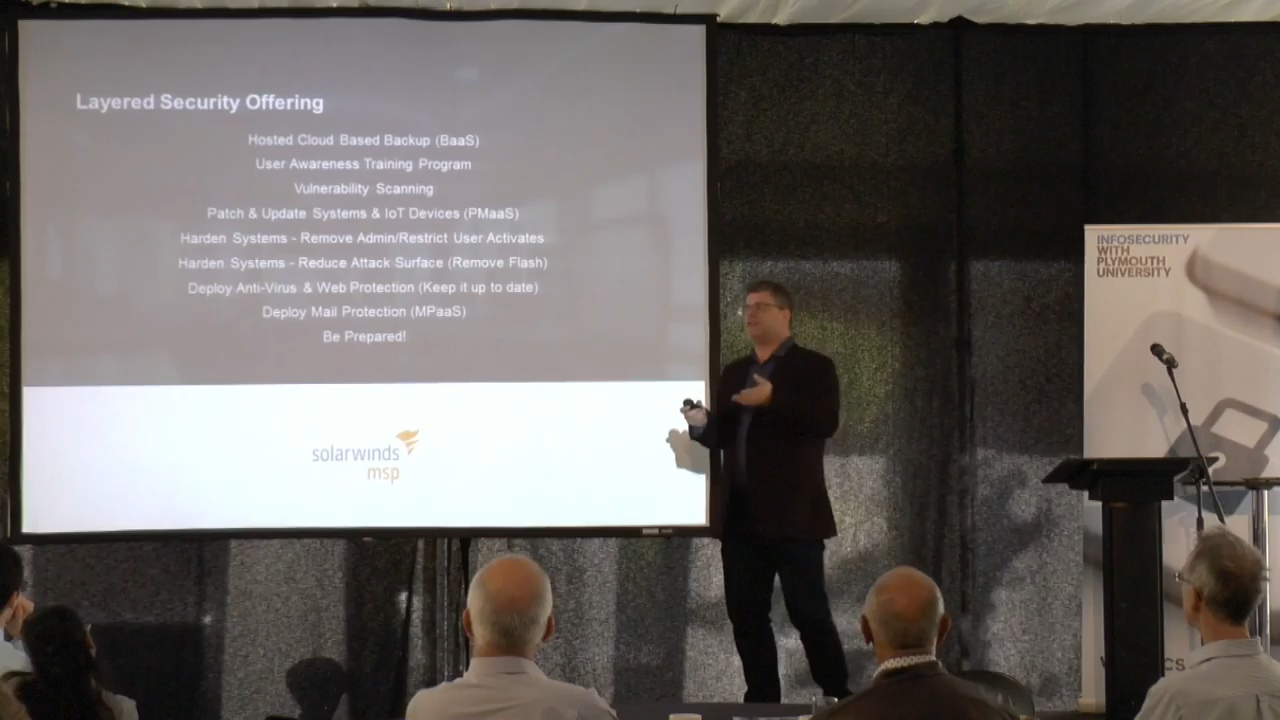 Layered Security Offering
Hosted Cloud Based Backup (BaaS)
User Awareness Training Program
Vulnerability Scanning
Patch & Update Systems & IoT Devices (PMaaS)
Harden Systems - Remove Admin/Restrict User Activates
Harden Systems - Reduce Attack Surface (Remove Flash)
Deploy Anti-Virus & Web Protection (Keep it up to date)
Deploy Mail Protection (MPaaS)
Be Prepared!
solarwinds
msp
INFOSECURITY
WITH
PLYMOUTH
UNIVERSITY